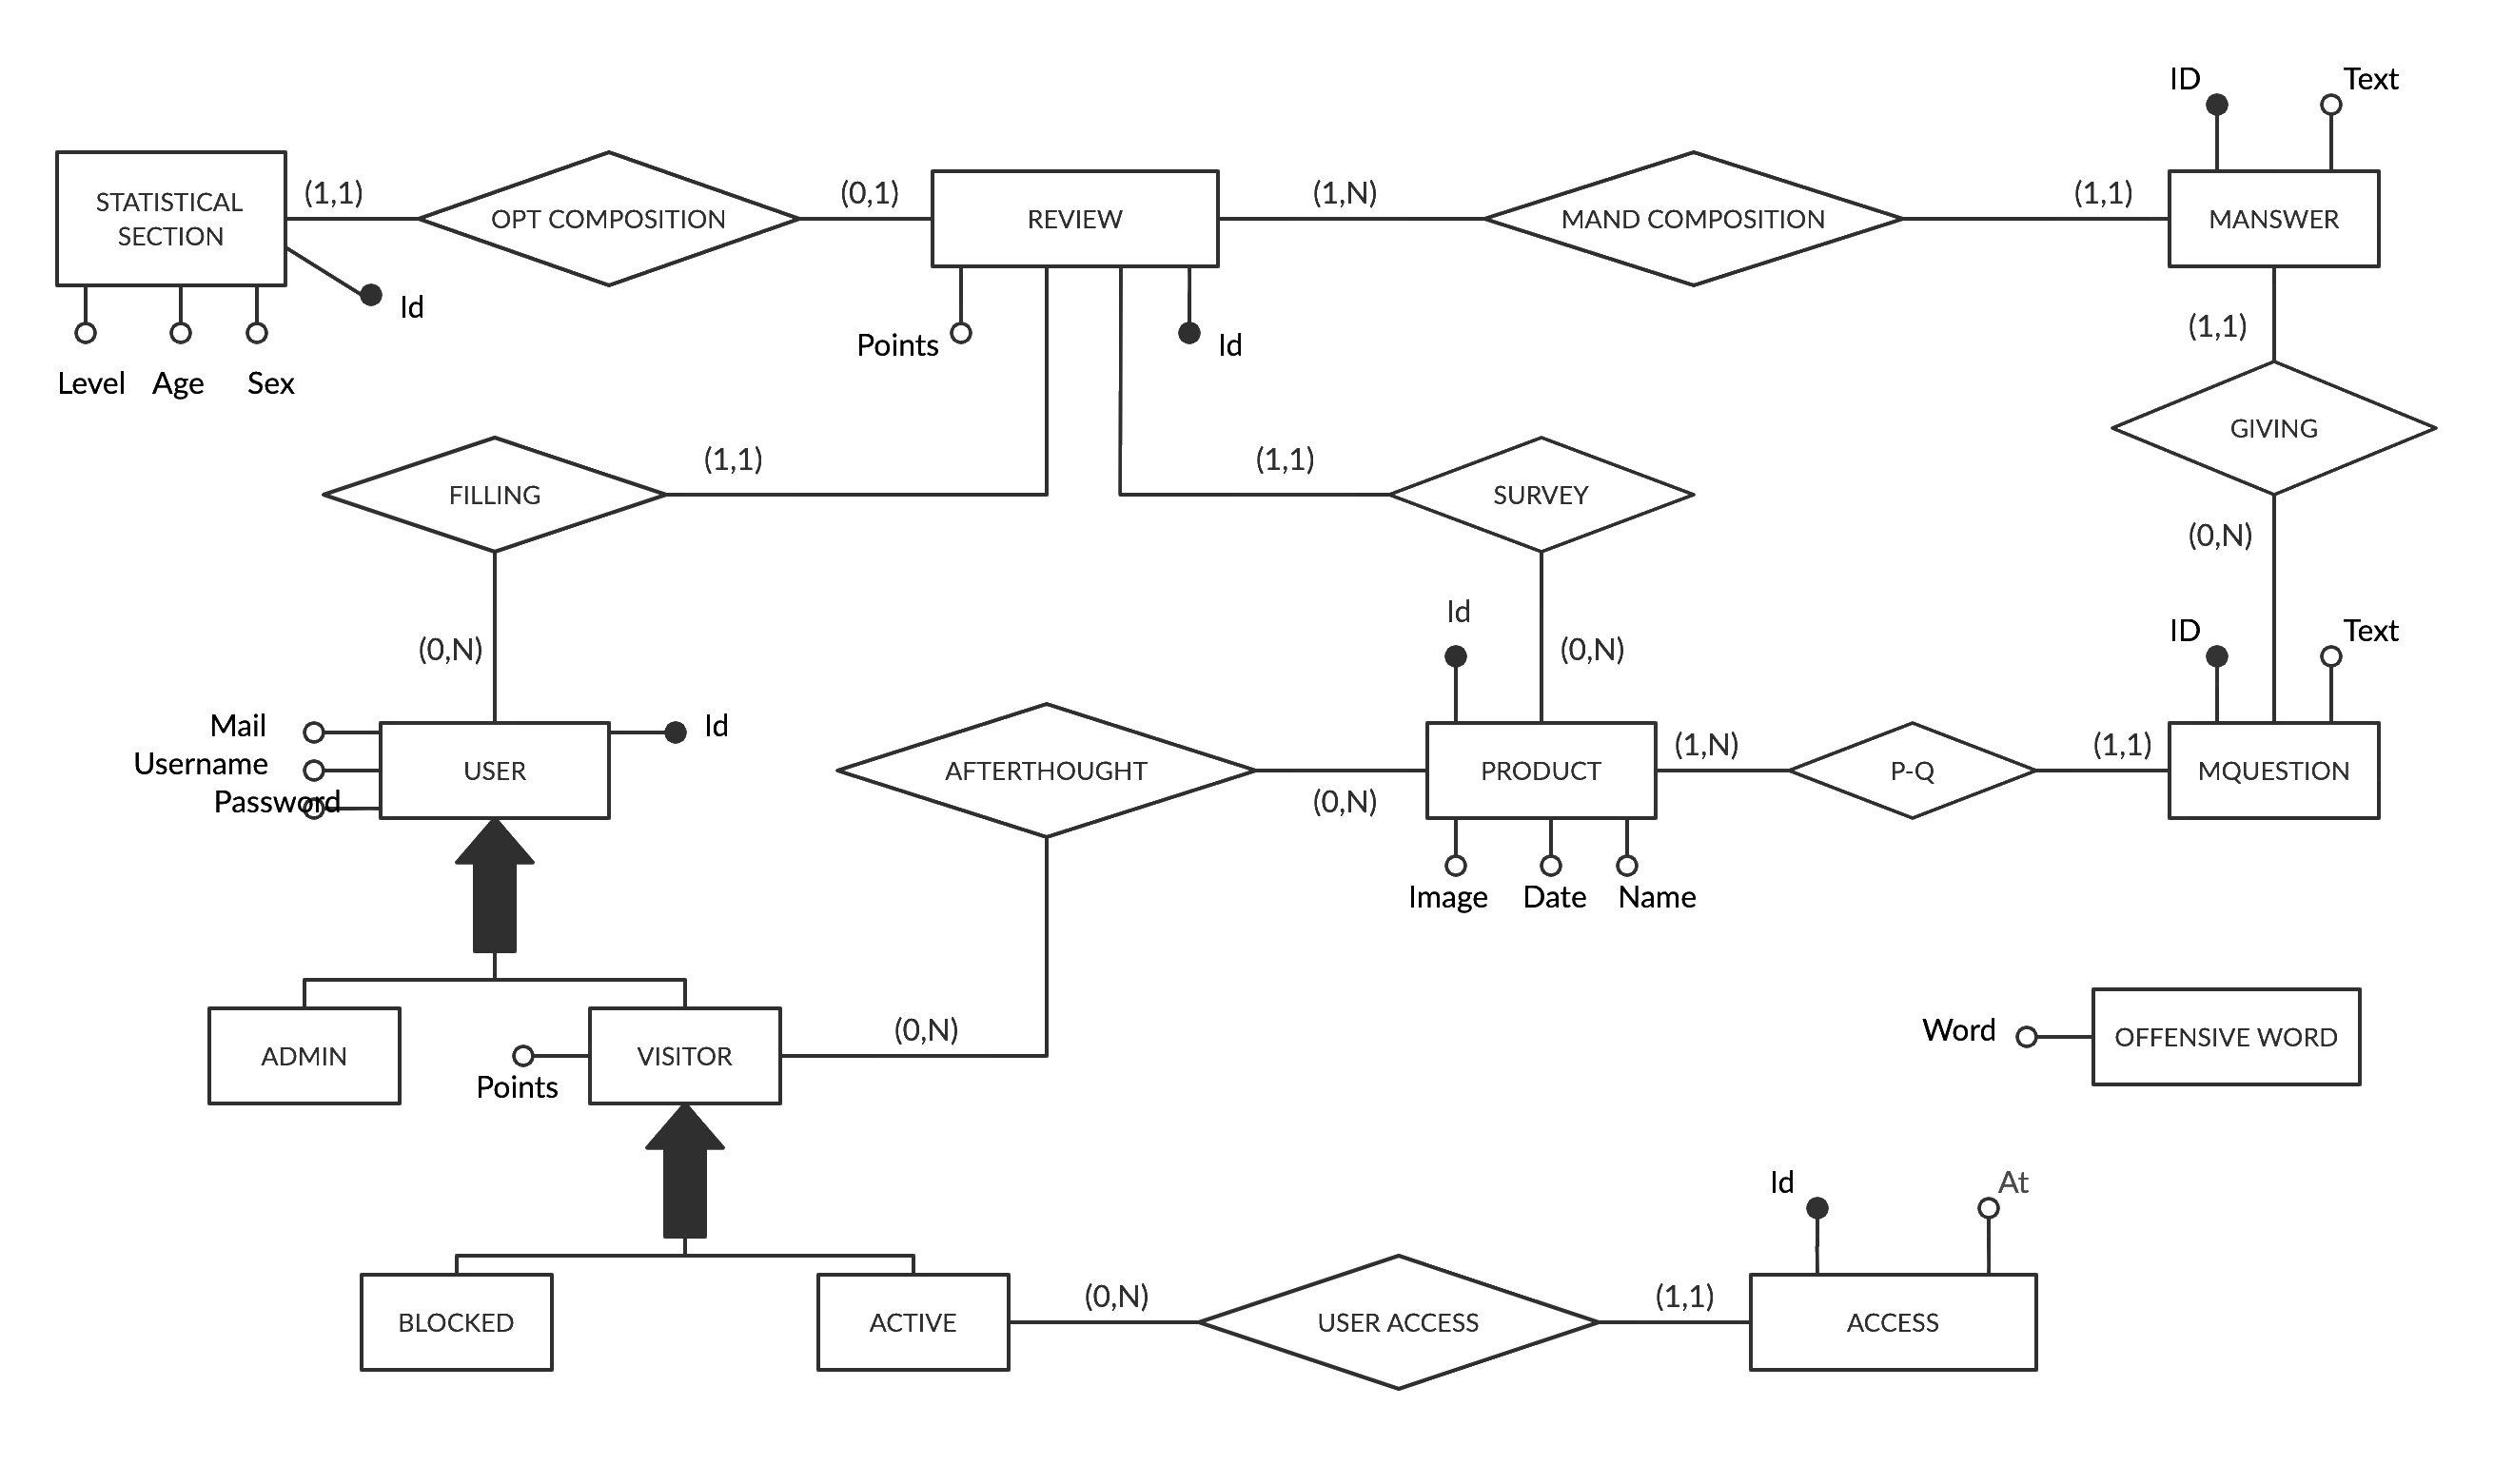 ID
Text
STATISTICAL
SECTION
(1,1)
OPT COMPOSITION
(0,1)
REVIEW
(1,N)
MAND COMPOSITION
(1,1)
MANSWER
Id
Level
Age
Sex
Points
Id
(1,1)
GIVING
FILLING
(1,1)
(1,1)
SURVEY
(0,N)
(0,N)
(0,N)
Id
ID
Text
Mail
Username
Password
USER
Id
AFTERTHOUGHT
(0,N)
PRODUCT
(1,N)
P-Q
(1,1)
MQUESTION
Image
Date
Name
ADMIN
Points
VISITOR
(0,N)
Word
OFFENSIVE WORD
Id
At
BLOCKED
ACTIVE
(0,N)
USER ACCESS
(1,1)
ACCESS